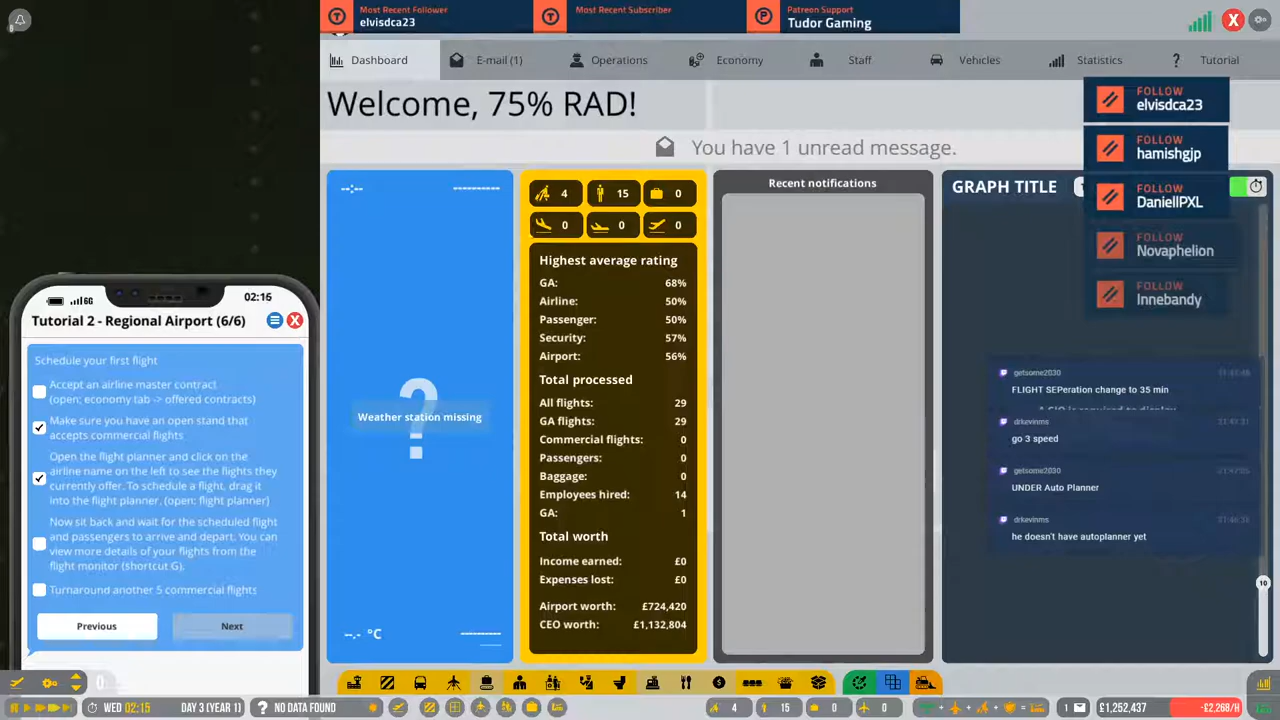 Most Recent Follower
elvisdca23
Most Recent Subscriber
Patreon Support
Tudor Gaming
Dashboard
E-mail (1)
Operations
Economy
Staff
Vehicles
Statistics
Tutorial
Welcome, 75% RAD!
You have 1 unread message.
FOLLOW
elvisdca23
FOLLOW
hamishgjp
FOLLOW
DaniellPXL
FOLLOW
Novaphelion
FOLLOW
Innebandy
--:-- ----------
Weather station missing
--.- °C
4 15 0
0 0 0
Highest average rating
GA: 68%
Airline: 50%
Passenger: 50%
Security: 57%
Airport: 56%
Total processed
All flights: 29
GA flights: 29
Commercial flights: 0
Passengers: 0
Baggage: 0
Employees hired: 14
GA: 1
Total worth
Income earned: £0
Expenses lost: £0
Airport worth: £724,420
CEO worth: £1,132,804
Recent notifications
GRAPH TITLE
getsome2030
FLIGHT SEPeration change to 35 min
A CIO is required to display
drkevinms
go 3 speed
getsome2030
UNDER Auto Planner
drkevinms
he doesn't have autoplanner yet
10
6G
02:15
Tutorial 2 - Regional Airport (6/6)
Schedule your first flight
Accept an airline master contract
(open: economy tab -> offered contracts)
Make sure you have an open stand that
accepts commercial flights
Open the flight planner and click on the
airline name on the left to see the flights they
currently offer. To schedule a flight, drag it
into the flight planner. (open: flight planner)
Now sit back and wait for the scheduled flight
and passengers to arrive and depart. You can
view more details of your flights from the
flight monitor (shortcut G).
Turnaround another 5 commercial flights
Previous
Next
0
WED 02:15
DAY 3 (YEAR 1)
? NO DATA FOUND
4 15 0 0
1
£1,252,437
-£2,268/H